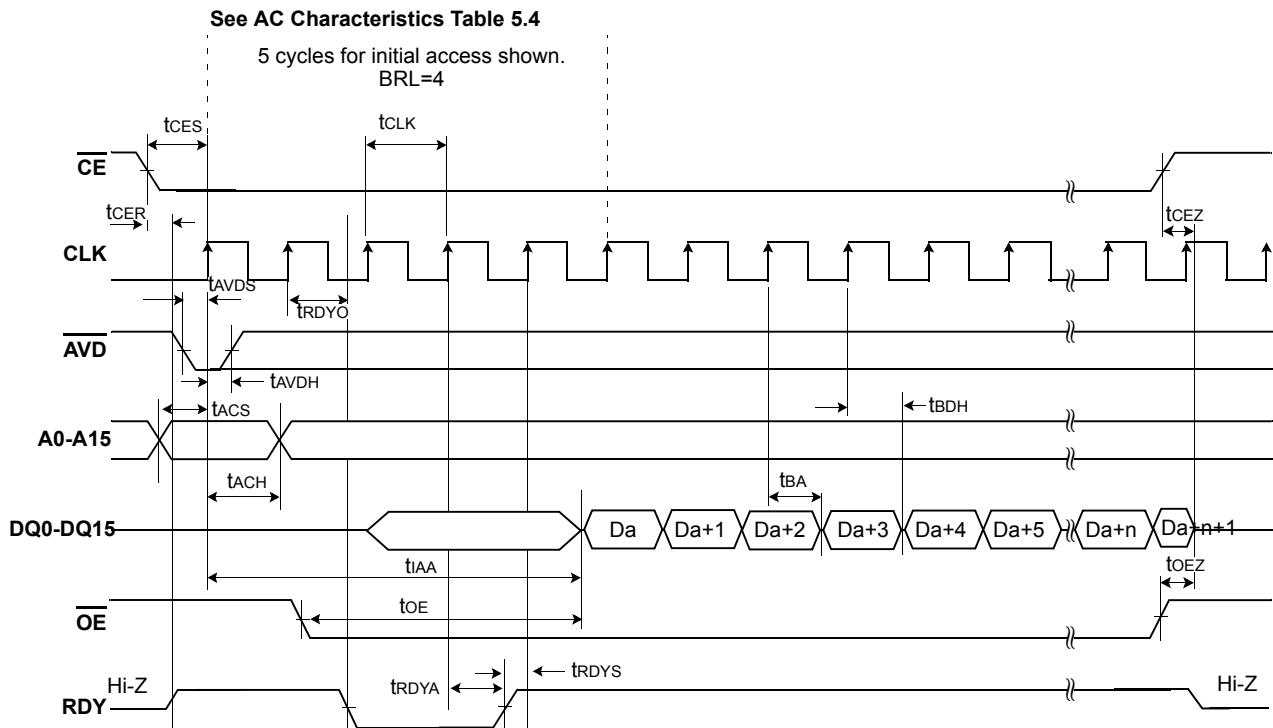 See AC Characteristics Table 5.4
5 cycles for initial access shown.
BRL=4
tCES
tCLK
CE
tCER
tCEZ
CLK
tAVDS
tRDYO
AVD
tAVDH
tACS
tBDH
A0-A15
tACH
tBA
DQ0-DQ15
Da
Da+1
Da+2
Da+3
Da+4
Da+5
Da+n
Da+n+1
tIAA
tOEZ
tOE
OE
tRDYS
tRDYA
Hi-Z
Hi-Z
RDY